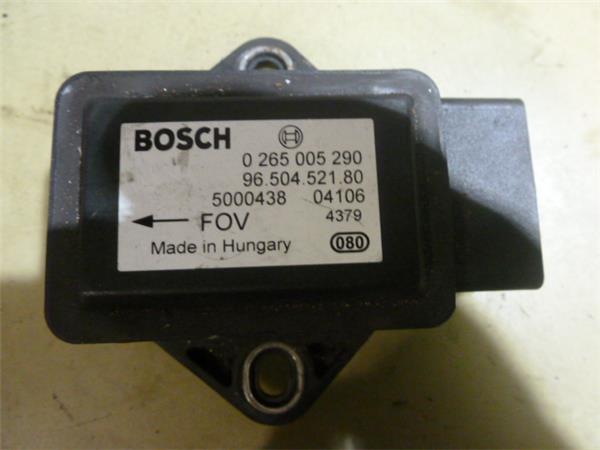 BOSCH
0 265 005 290
96.504.521.80
5000438 04106
FOV 4379
Made in Hungary 080